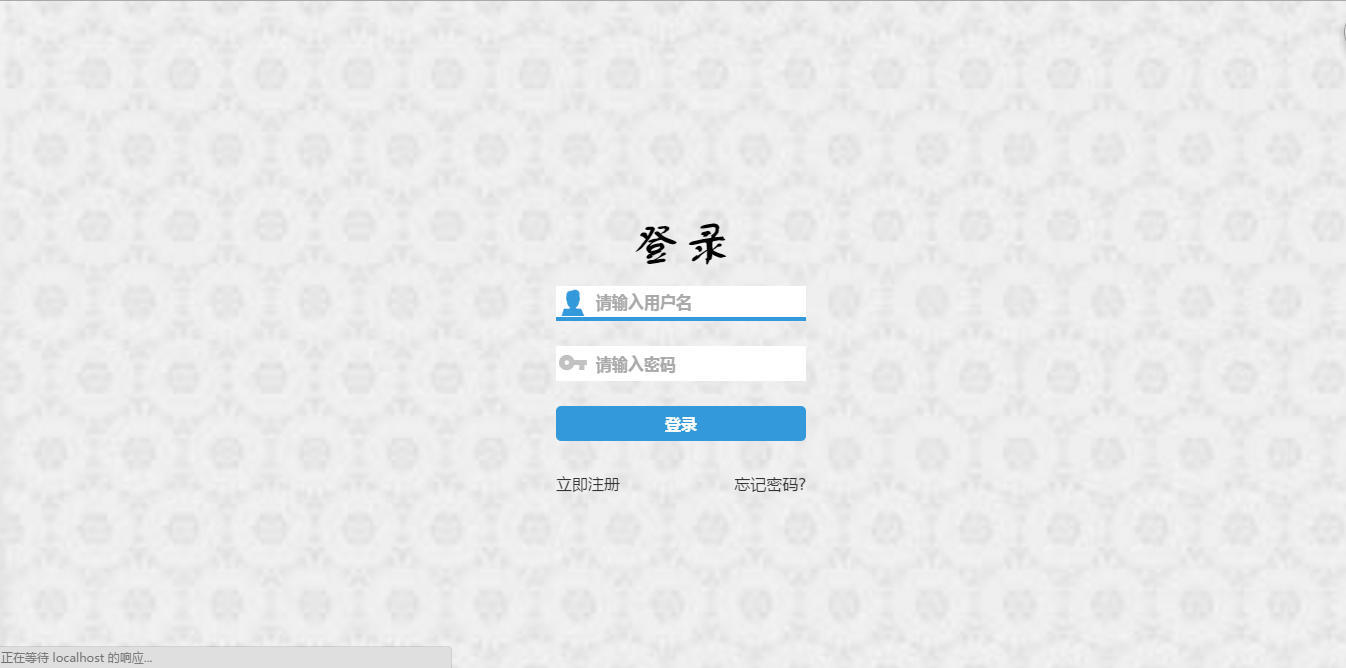 登录
请输入用户名
请输入密码
登录
立即注册 忘记密码?
正在等待 localhost 的响应...